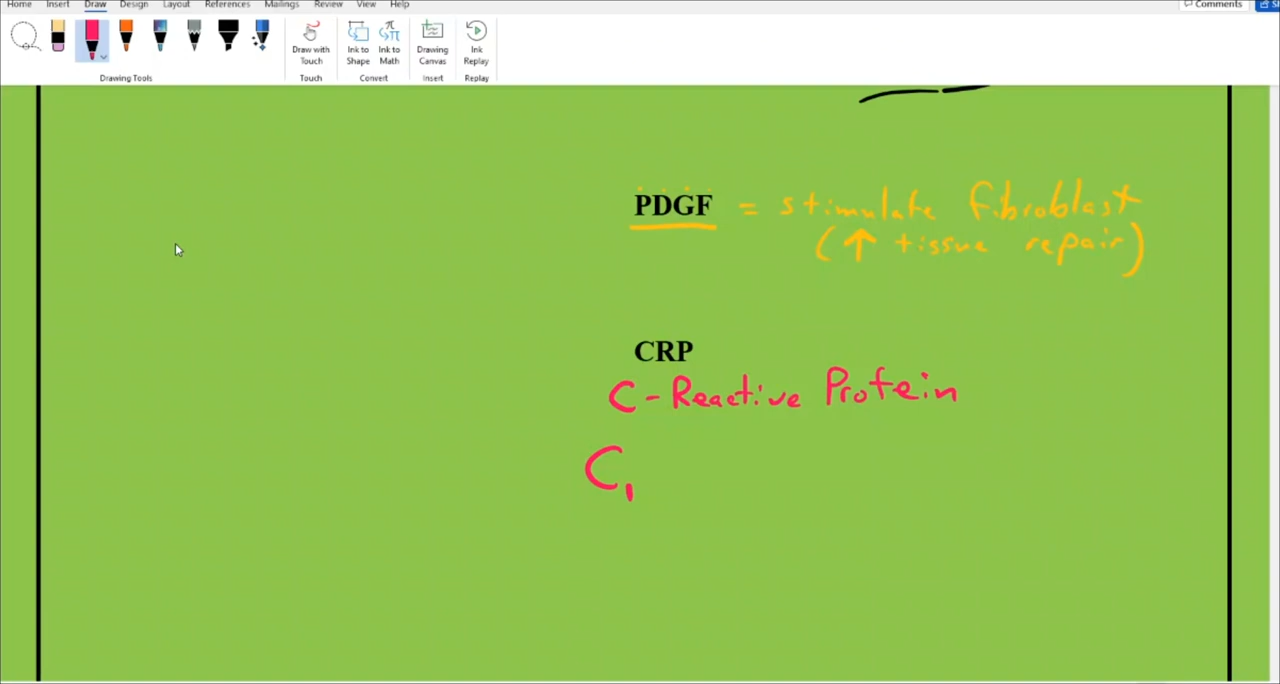 Home Insert Draw Design Layout References Mailings Review View Help Comments
Draw with Touch
Ink to Shape
Ink to Math
Drawing Canvas
Ink Replay
Drawing Tools Touch Convert Insert Replay
PDGF = stimulate fibroblast
(↑ tissue repair)
CRP
C-Reactive Protein
C1